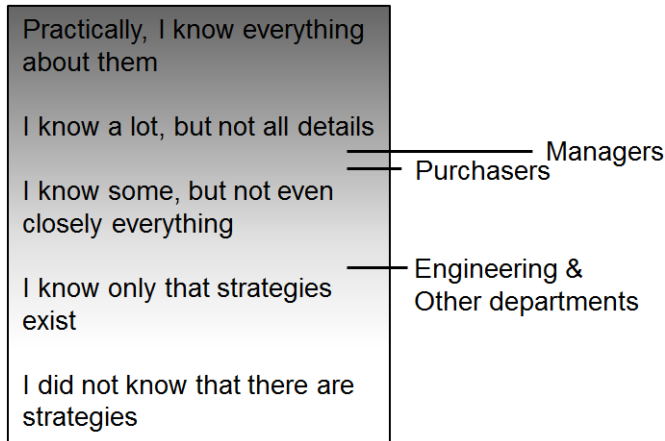 Practically, I know everything
about them
I know a lot, but not all details
Managers
Purchasers
I know some, but not even
closely everything
Engineering &
Other departments
I know only that strategies
exist
I did not know that there are
strategies